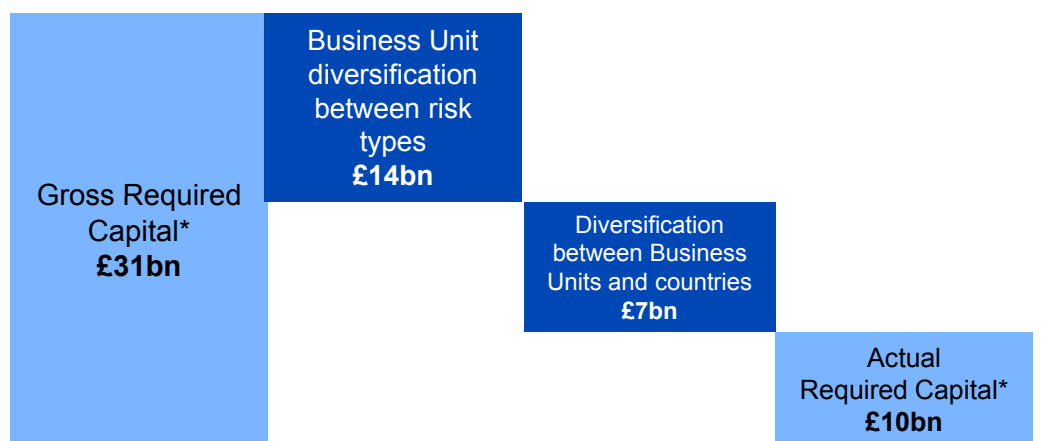 Gross Required
Capital*
£31bn
Business Unit
diversification
between risk
types
£14bn
Diversification
between Business
Units and countries
£7bn
Actual
Required Capital*
£10bn